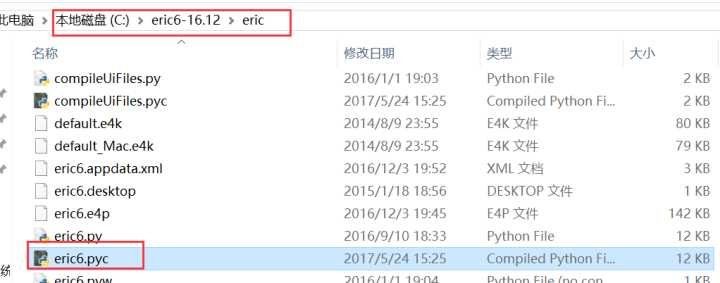 此电脑 › 本地磁盘 (C:) › eric6-16.12 › eric
名称 修改日期 类型 大小
compileUiFiles.py 2016/1/1 19:03 Python File 2 KB
compileUiFiles.pyc 2017/5/24 15:25 Compiled Python Fi... 2 KB
default.e4k 2014/8/9 23:55 E4K 文件 80 KB
default_Mac.e4k 2014/8/9 23:55 E4K 文件 79 KB
eric6.appdata.xml 2016/12/3 19:52 XML 文档 3 KB
eric6.desktop 2015/1/18 18:56 DESKTOP 文件 2 KB
eric6.e4p 2016/12/3 19:45 E4P 文件 142 KB
eric6.py 2016/9/10 18:33 Python File 12 KB
统 eric6.pyc 2017/5/24 15:25 Compiled Python Fi... 12 KB
eric6.pyw 2016/1/1 19:04 Python File (no con... 2 KB